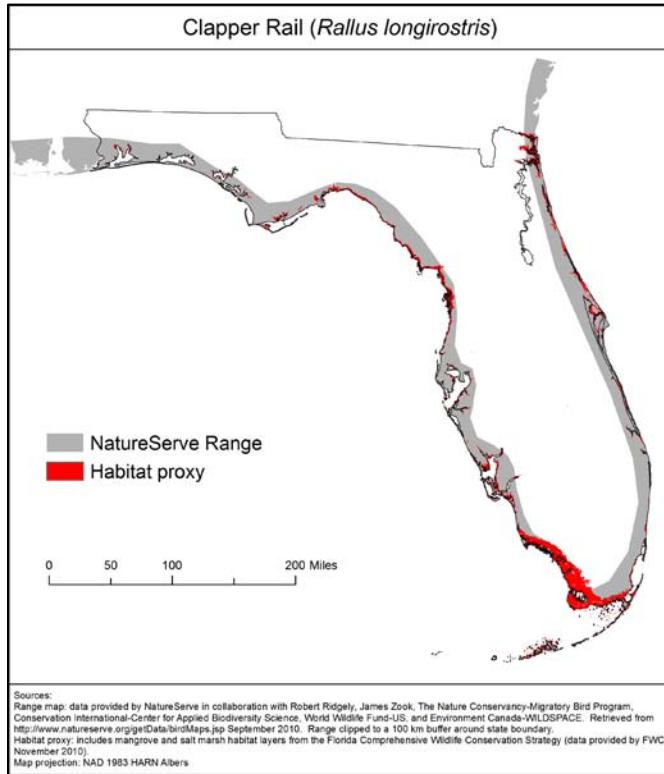 Clapper Rail (Rallus longirostris)
NatureServe Range
Habitat proxy
0 50 100 200 Miles
Sources:
Range map: data provided by NatureServe in collaboration with Robert Ridgely, James Zook, The Nature Conservancy-Migratory Bird Program,
Conservation International-Center for Applied Biodiversity Science, World Wildlife Fund-US, and Environment Canada-WILDSPACE. Retrieved from
http://www.natureserve.org/getData/birdMaps.jsp September 2010. Range clipped to a 100 km buffer around state boundary.
Habitat proxy: includes mangrove and salt marsh habitat layers from the Florida Comprehensive Wildlife Conservation Strategy (data provided by FWC
November 2010).
Map projection: NAD 1983 HARN Albers